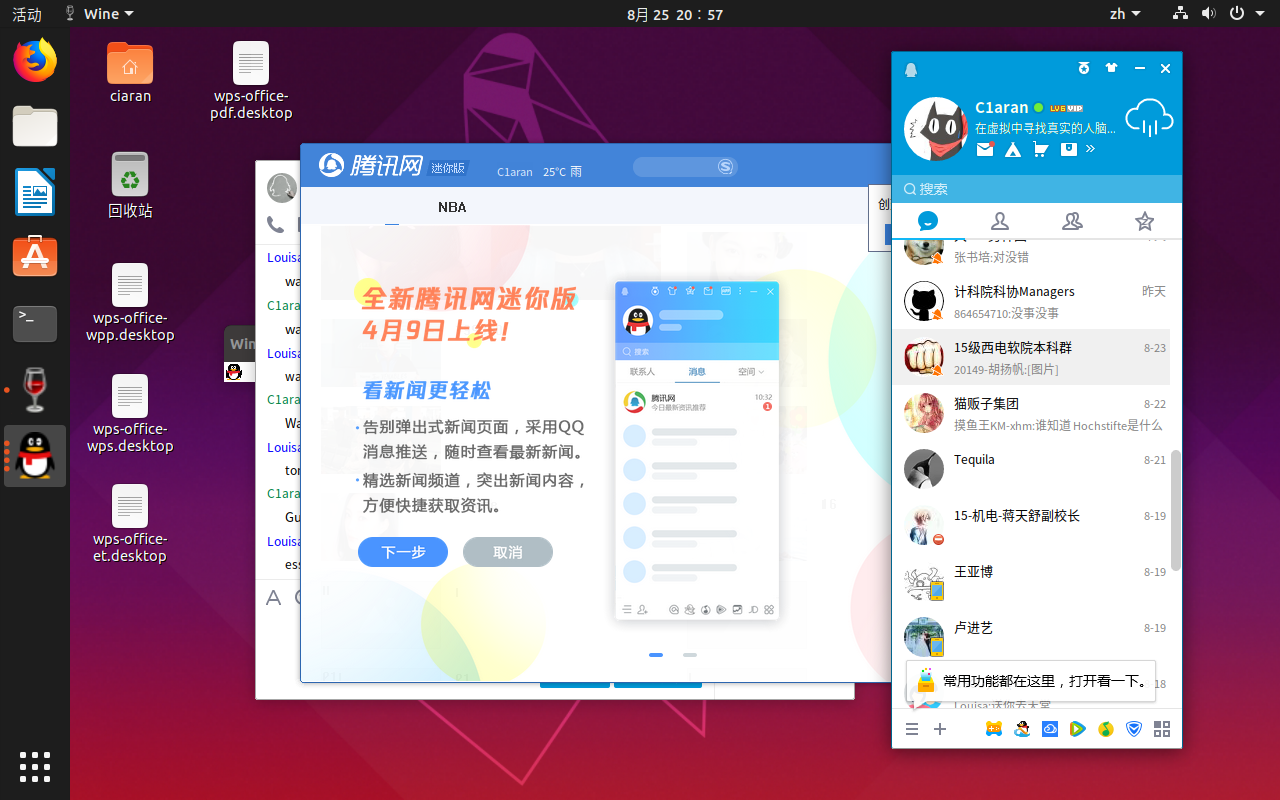 活动
Wine
8月 25 20：57
zh
ciaran
wps-office-
pdf.desktop
回收站
wps-office-
wpp.desktop
wps-office-
wps.desktop
wps-office-
et.desktop
Win
Louisa
wa
C1aran
wa
Louisa
wa
C1aran
Wa
Louisa
tor
C1aran
Gu
Louisa
ess
腾讯网
迷你版
C1aran
25℃ 雨
NBA
全新腾讯网迷你版
4月9日上线!
看新闻更轻松
·告别弹出式新闻页面，采用QQ
消息推送，随时查看最新新闻。
·精选新闻频道，突出新闻内容，
方便快捷获取资讯。
下一步
取消
搜索
联系人
消息
空间
腾讯网
10:32
今日最新资讯推荐
1
创
C1aran
LV6 VIP
在虚拟中寻找真实的人脑...
搜索
张书培:对没错
计科院科协Managers
昨天
864654710:没事没事
15级西电软院本科群
8-23
20149-胡扬帆:[图片]
猫贩子集团
8-22
摸鱼王KM-xhm:谁知道Hochstifte是什么
Tequila
8-21
15-机电-蒋天舒副校长
8-19
王亚博
8-19
卢进艺
8-19
常用功能都在这里，打开看一下。
18
Louisa:送你去天堂